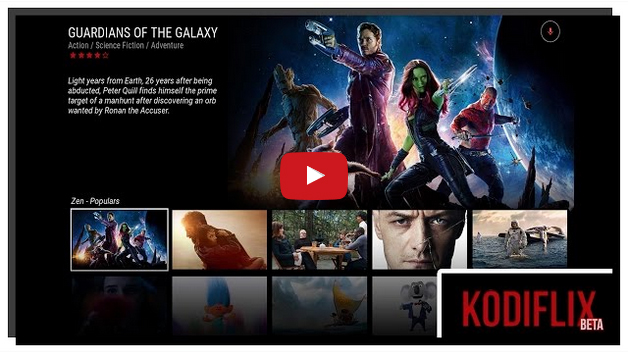 GUARDIANS OF THE GALAXY
Action / Science Fiction / Adventure
Light years from Earth, 26 years after being
abducted, Peter Quill finds himself the prime
target of a manhunt after discovering an orb
wanted by Ronan the Accuser.
Zen - Populars
KODIFLIX
BETA